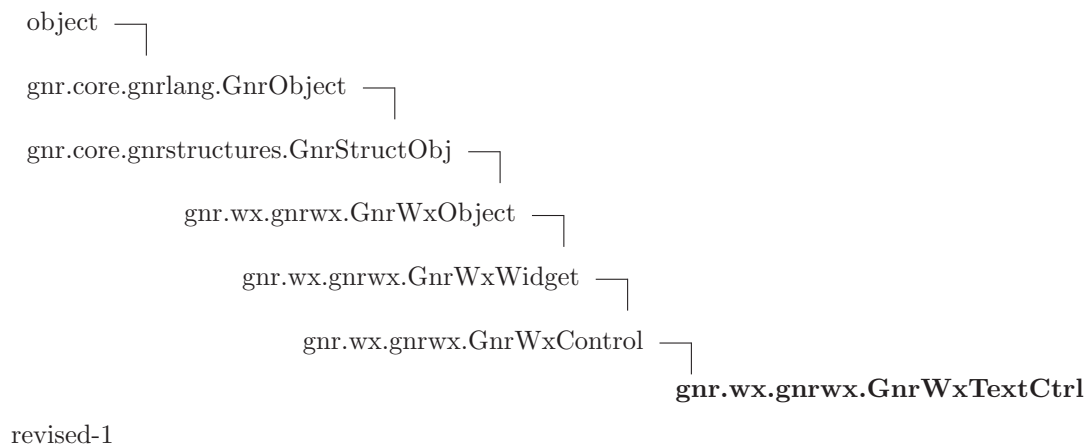 object
gnr.core.gnrlang.GnrObject
gnr.core.gnrstructures.GnrStructObj
gnr.wx.gnrwx.GnrWxObject
gnr.wx.gnrwx.GnrWxWidget
gnr.wx.gnrwx.GnrWxControl
gnr.wx.gnrwx.GnrWxTextCtrl
revised-1